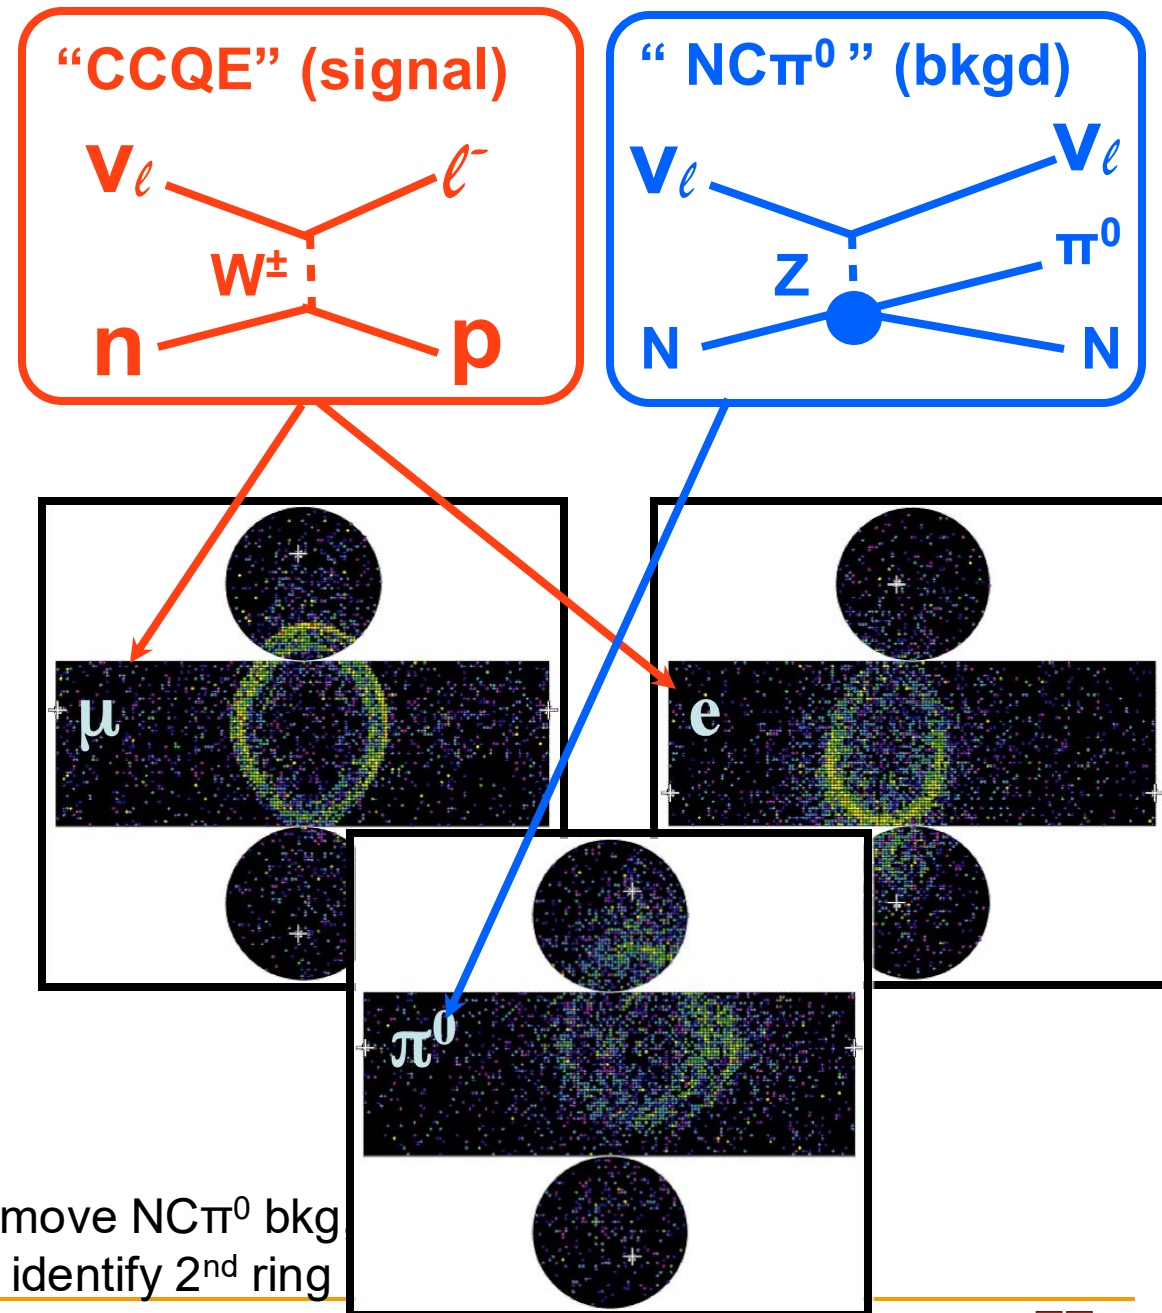 “CCQE” (signal)
“ NCπ⁰ ” (bkgd)
νℓ
ℓ⁻
W±
n
p
νℓ
νℓ
π⁰
Z
N
N
μ
e
π⁰
move NCπ⁰ bkg,
identify 2nd ring